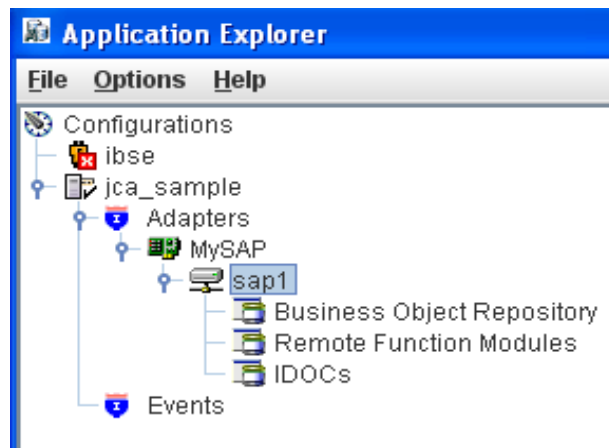 Application Explorer
File Options Help
Configurations
ibse
jca_sample
Adapters
MySAP
sap1
Business Object Repository
Remote Function Modules
IDOCs
Events